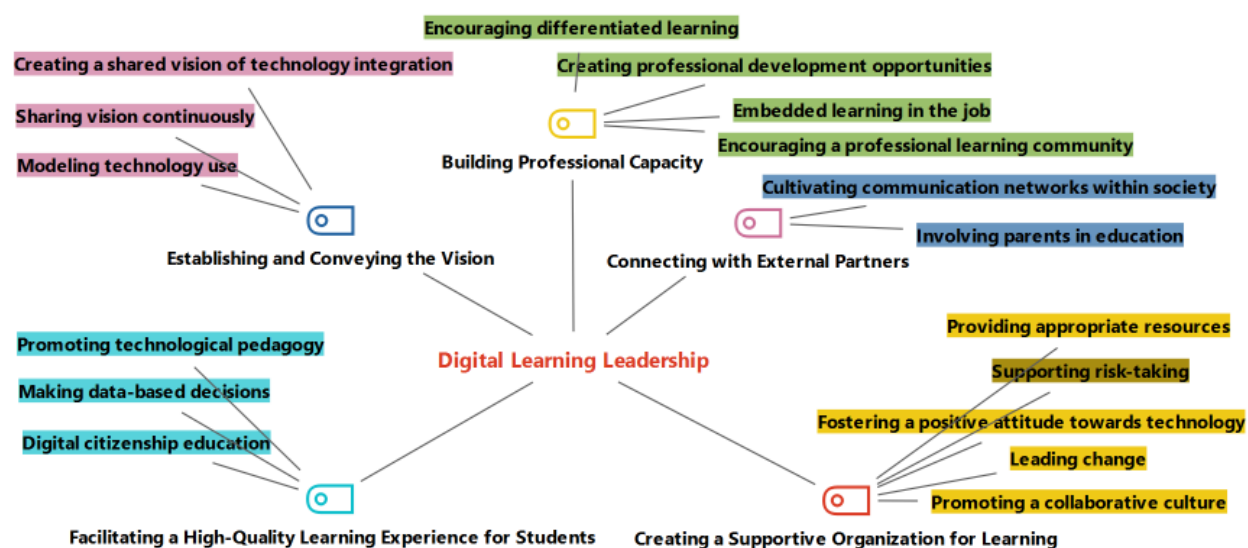 Encouraging differentiated learning
Creating a shared vision of technology integration
Creating professional development opportunities
Sharing vision continuously
Embedded learning in the job
Encouraging a professional learning community
Modeling technology use
Building Professional Capacity
Cultivating communication networks within society
Involving parents in education
Establishing and Conveying the Vision
Connecting with External Partners
Providing appropriate resources
Promoting technological pedagogy
Digital Learning Leadership
Supporting risk-taking
Making data-based decisions
Fostering a positive attitude towards technology
Digital citizenship education
Leading change
Promoting a collaborative culture
Facilitating a High-Quality Learning Experience for Students
Creating a Supportive Organization for Learning